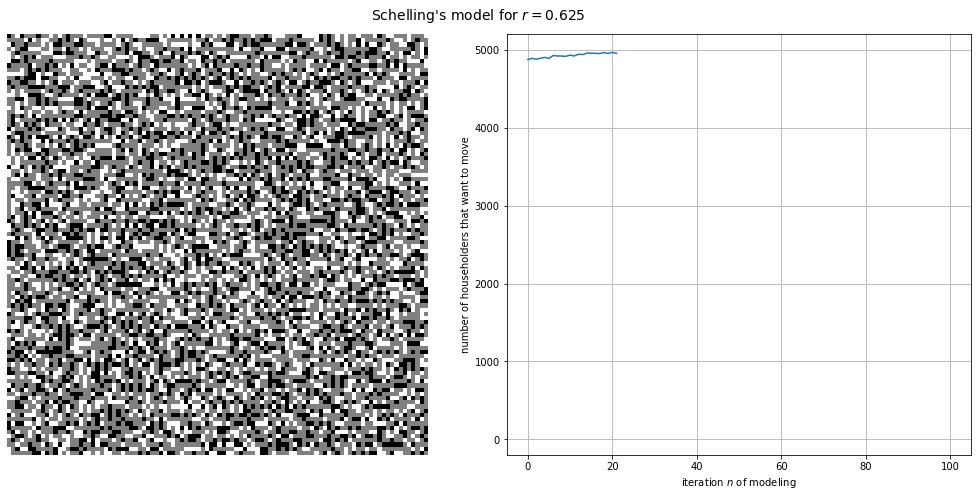 Schelling's model for r = 0.625
number of householders that want to move
5000
4000
3000
2000
1000
0
0 20 40 60 80 100
iteration n of modeling